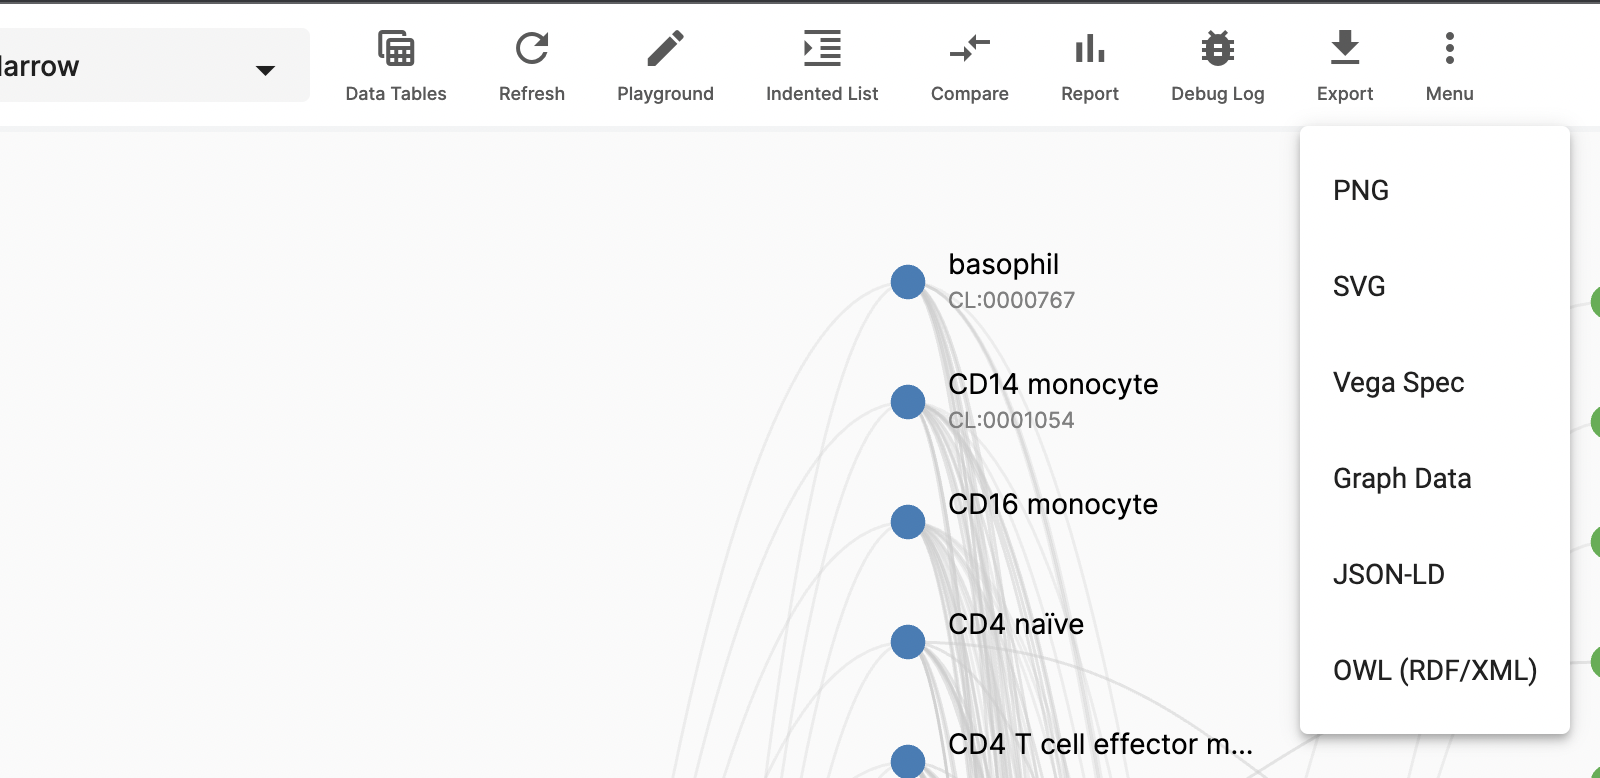 Data Tables
Refresh
Playground
Indented List
Compare
Report
Debug Log
Export
Menu
PNG
SVG
Vega Spec
Graph Data
JSON-LD
OWL (RDF/XML)
basophil
CL:0000767
CD14 monocyte
CL:0001054
CD16 monocyte
CD4 naïve
CD4 T cell effector m...